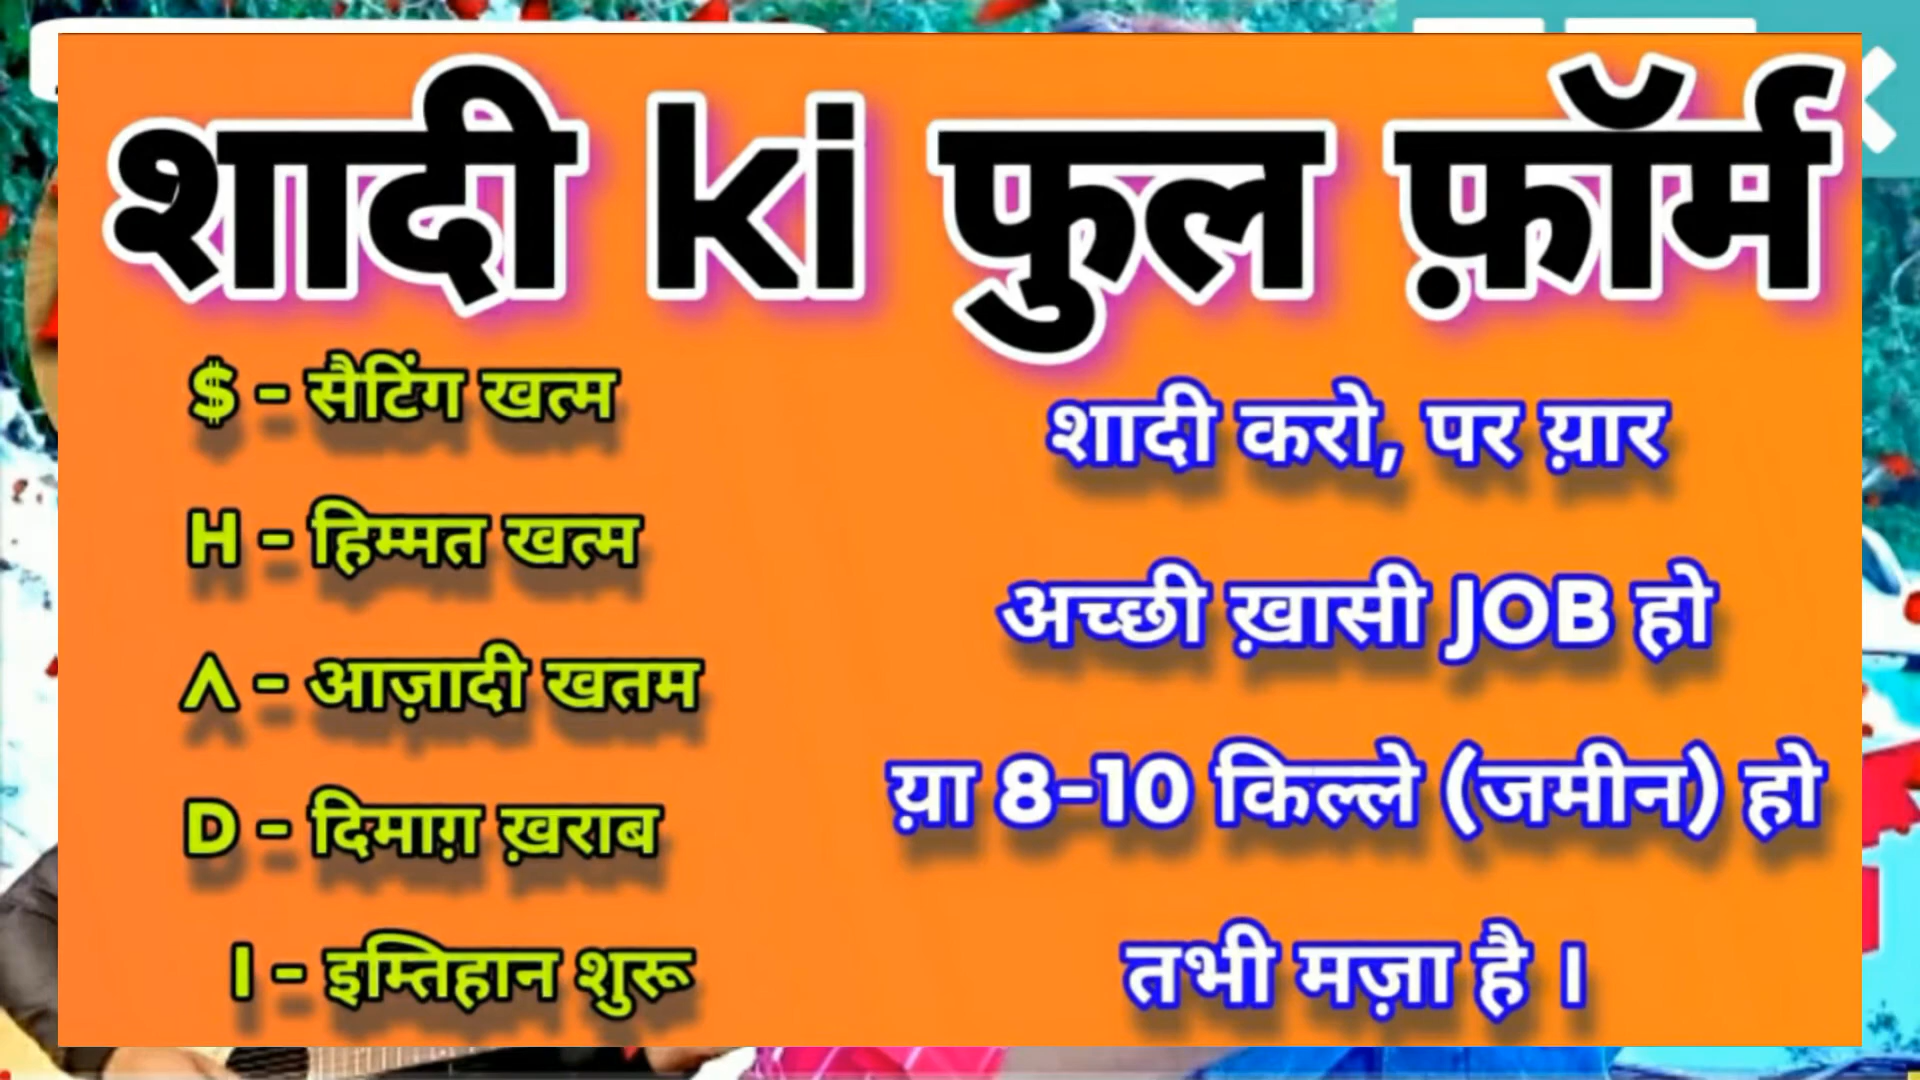 शादी ki फुल फ़ॉर्म
$ - सैटिंग खत्म
H - हिम्मत खत्म
Λ - आज़ादी खतम
D - दिमाग़ ख़राब
I - इम्तिहान शुरू
शादी करो, पर य़ार
अच्छी ख़ासी JOB हो
य़ा 8-10 किल्ले (जमीन) हो
तभी मज़ा है ।